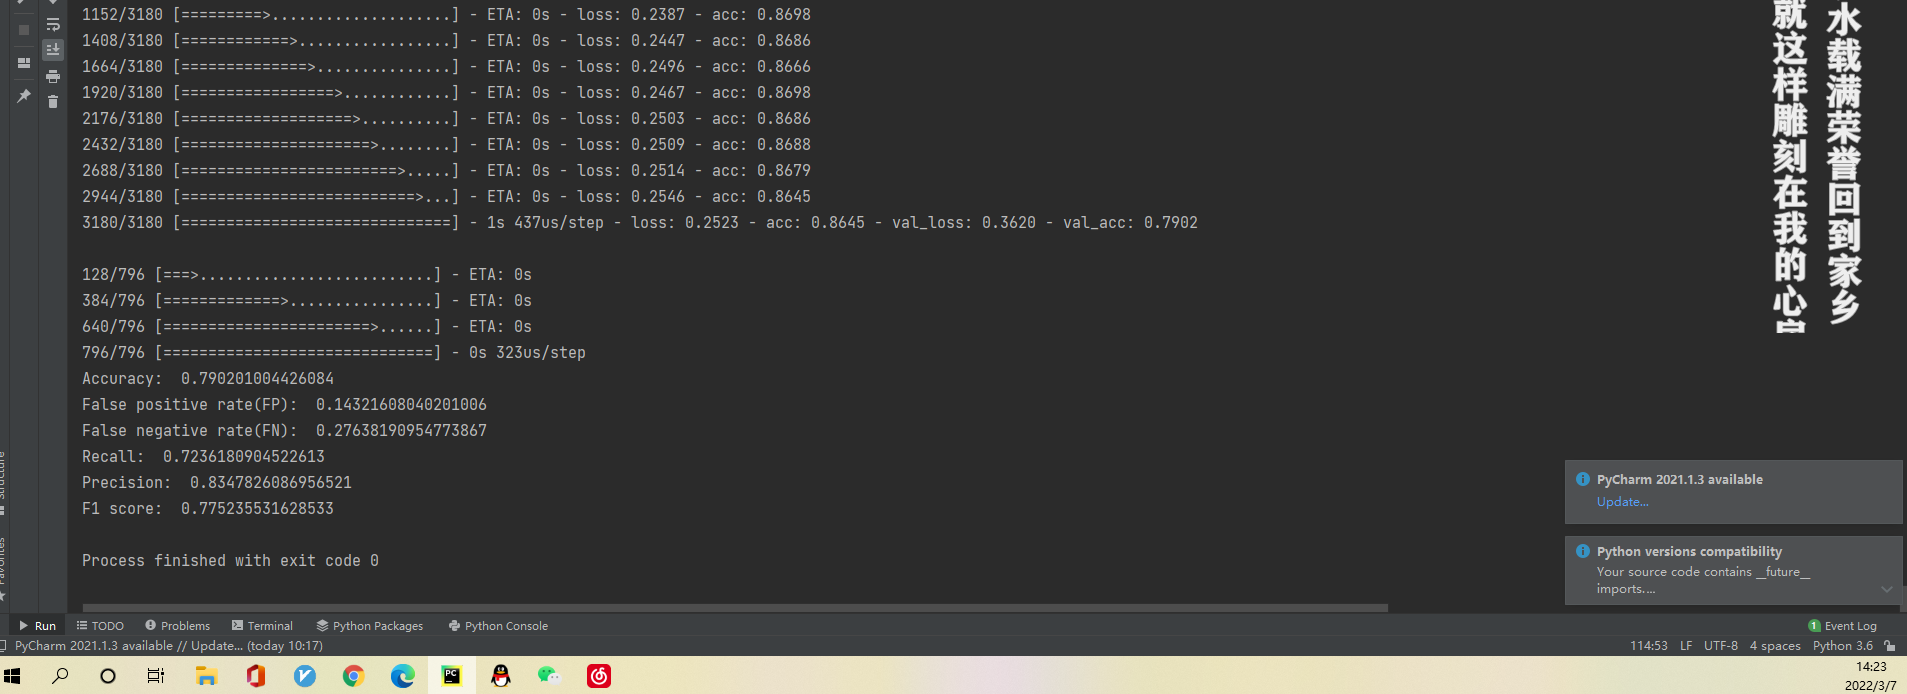 1152/3180 [=========>....................] - ETA: 0s - loss: 0.2387 - acc: 0.8698
1408/3180 [============>.................] - ETA: 0s - loss: 0.2447 - acc: 0.8686
1664/3180 [==============>...............] - ETA: 0s - loss: 0.2496 - acc: 0.8666
1920/3180 [=================>............] - ETA: 0s - loss: 0.2467 - acc: 0.8698
2176/3180 [===================>..........] - ETA: 0s - loss: 0.2503 - acc: 0.8686
2432/3180 [=====================>........] - ETA: 0s - loss: 0.2509 - acc: 0.8688
2688/3180 [========================>.....] - ETA: 0s - loss: 0.2514 - acc: 0.8679
2944/3180 [==========================>...] - ETA: 0s - loss: 0.2546 - acc: 0.8645
3180/3180 [==============================] - 1s 437us/step - loss: 0.2523 - acc: 0.8645 - val_loss: 0.3620 - val_acc: 0.7902
128/796 [===>..........................] - ETA: 0s
384/796 [=============>................] - ETA: 0s
640/796 [=======================>......] - ETA: 0s
796/796 [==============================] - 0s 323us/step
Accuracy:  0.790201004426084
False positive rate(FP):  0.14321608040201006
False negative rate(FN):  0.27638190954773867
Recall:  0.7236180904522613
Precision:  0.8347826086956521
F1 score:  0.775235531628533
Process finished with exit code 0
水载满荣誉回到家乡
就这样雕刻在我的心
Structure
Favorites
PyCharm 2021.1.3 available
Update...
Python versions compatibility
Your source code contains __future__
imports....
Run
TODO
Problems
Terminal
Python Packages
Python Console
1 Event Log
PyCharm 2021.1.3 available // Update... (today 10:17)
114:53
LF
UTF-8
4 spaces
Python 3.6
PC
14:23
2022/3/7